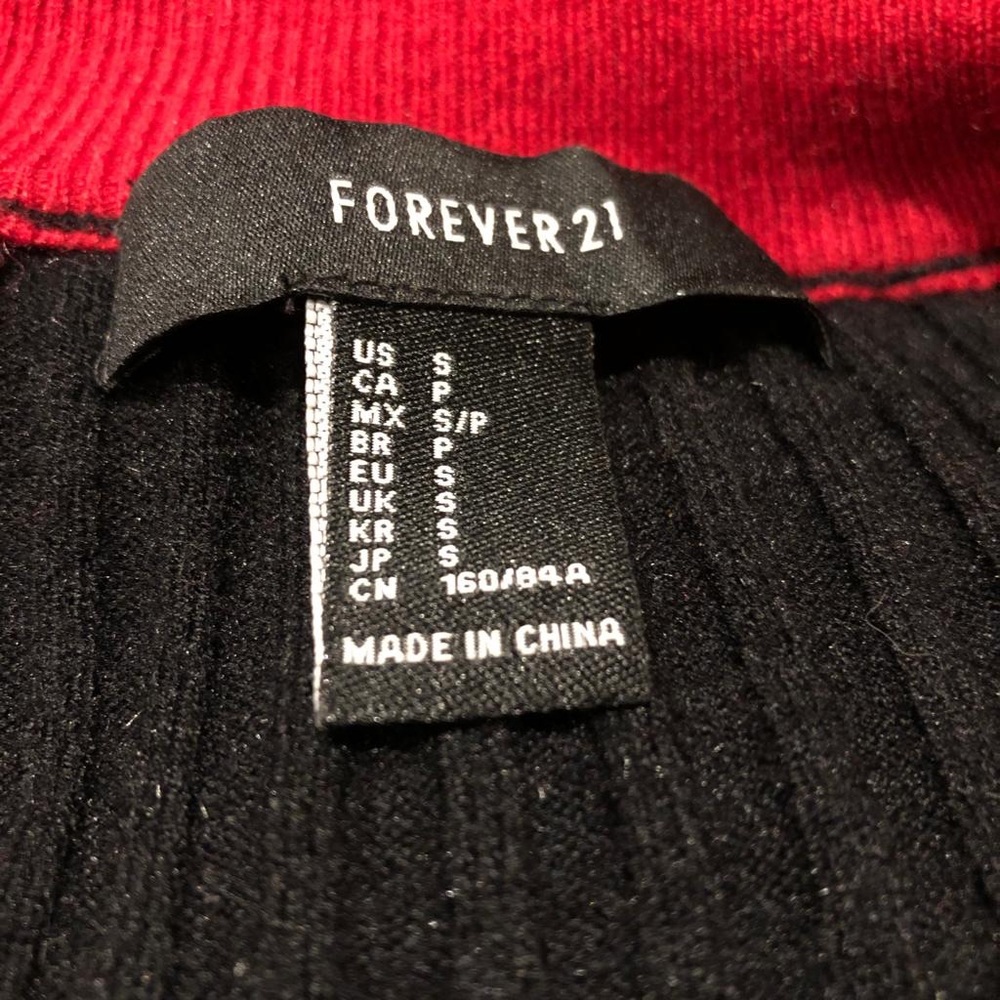 FOREVER 21
US S
CA P
MX S/P
BR P
EU S
UK S
KR S
JP S
CN 160/84A
MADE IN CHINA